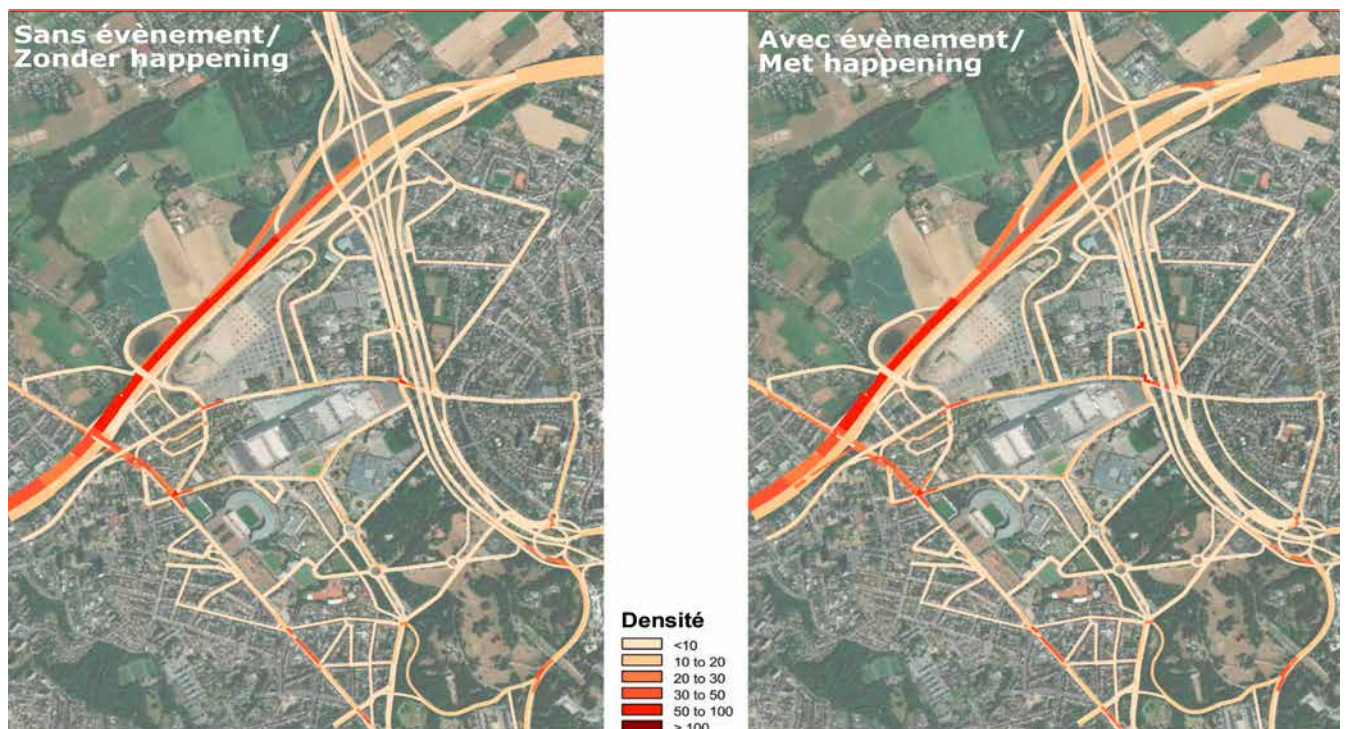 Sans évènement/
Zonder happening
Avec évènement/
Met happening
Densité
<10
10 to 20
20 to 30
30 to 50
50 to 100
> 100